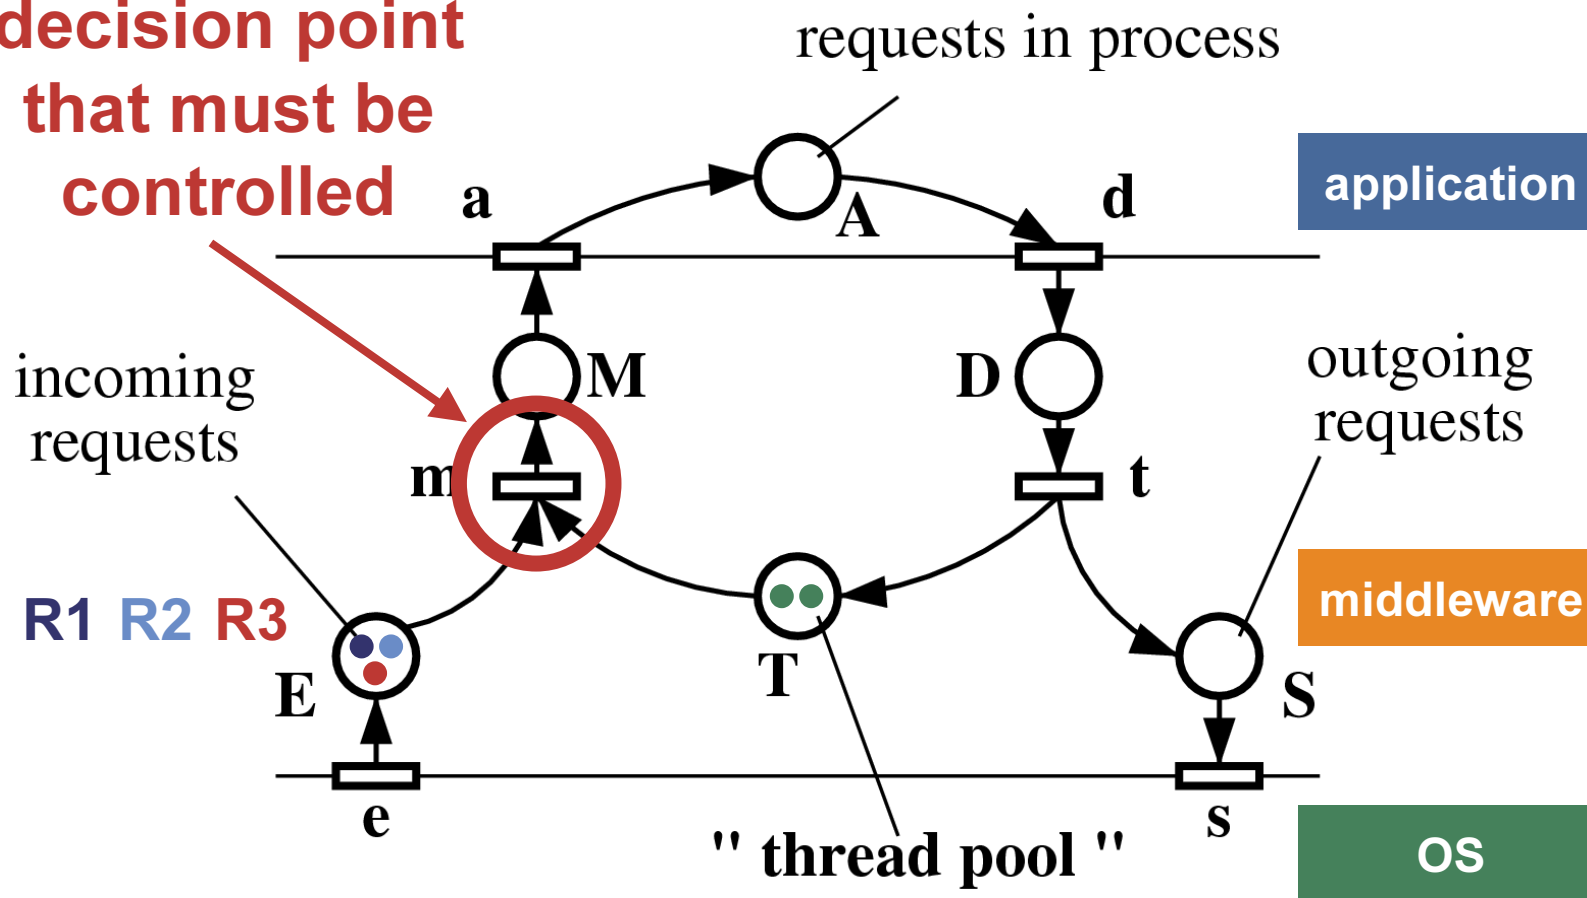 decision point
that must be
controlled
requests in process
a
A
d
application
incoming
requests
M
D
outgoing
requests
m
t
R1 R2 R3
middleware
E
T
S
e
s
" thread pool "
OS